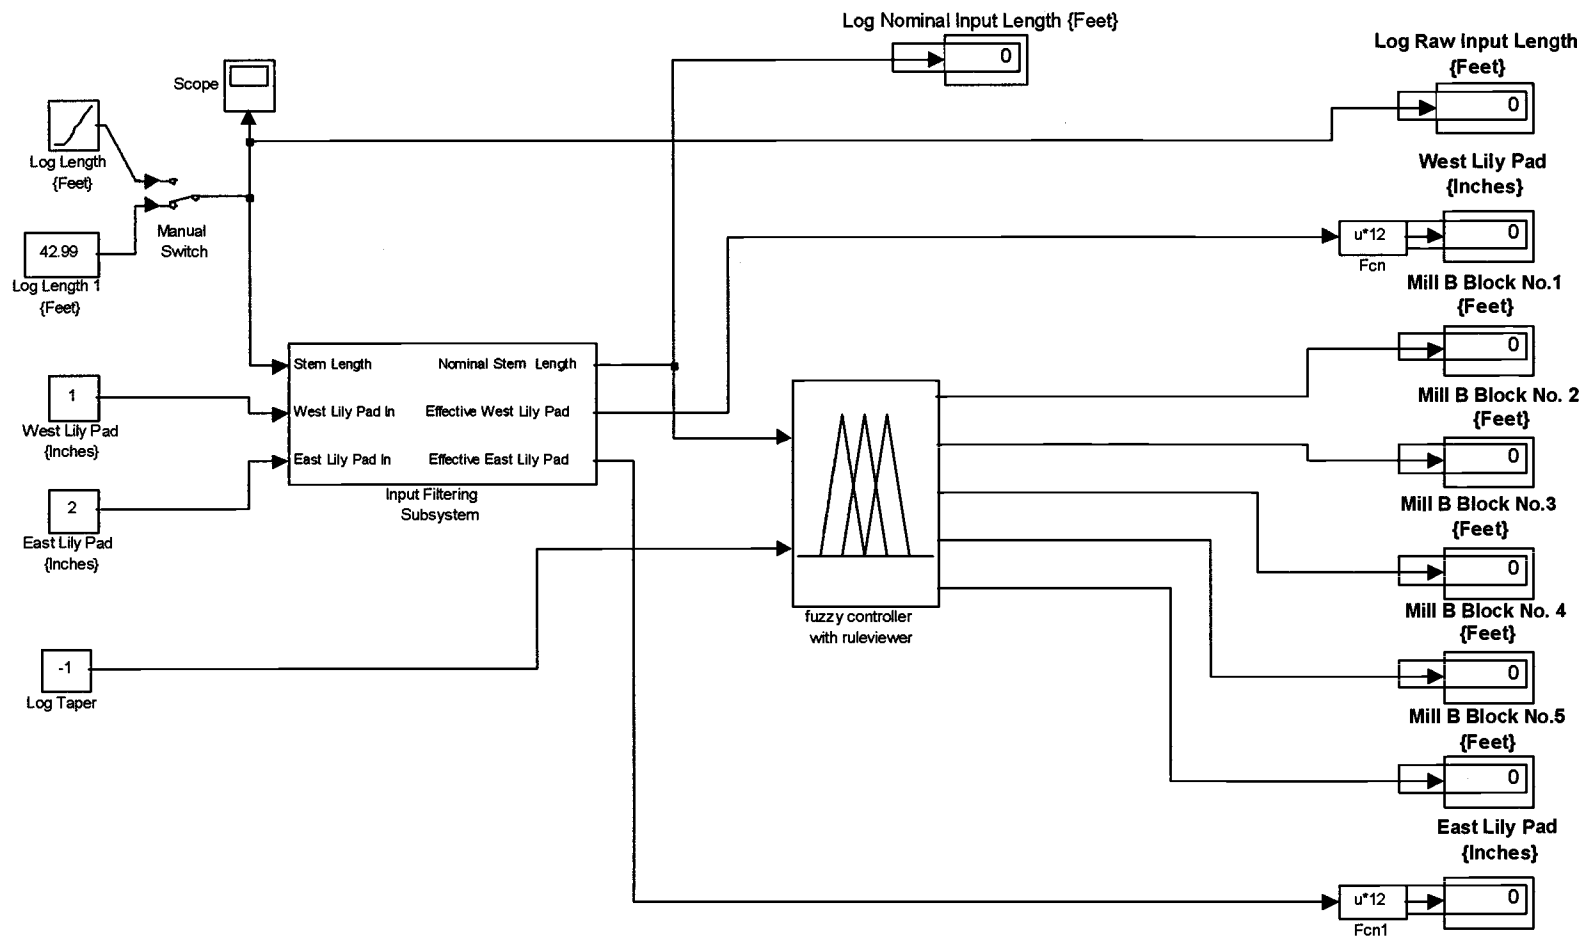 Log Nominal Input Length {Feet}
0
Log Raw Input Length
{Feet}
0
Scope
Log Length
{Feet}
West Lily Pad
{Inches}
Manual
Switch
u*12
0
Fcn
42.99
Log Length 1
{Feet}
Mill B Block No.1
{Feet}
0
Stem Length
Nominal Stem Length
1
West Lily Pad In
Effective West Lily Pad
West Lily Pad
{Inches}
East Lily Pad In
Effective East Lily Pad
Input Filtering
Subsystem
2
East Lily Pad
{Inches}
Mill B Block No. 2
{Feet}
0
Mill B Block No.3
{Feet}
0
fuzzy controller
with ruleviewer
Mill B Block No. 4
{Feet}
0
-1
Log Taper
Mill B Block No.5
{Feet}
0
East Lily Pad
{Inches}
u*12
0
Fcn1